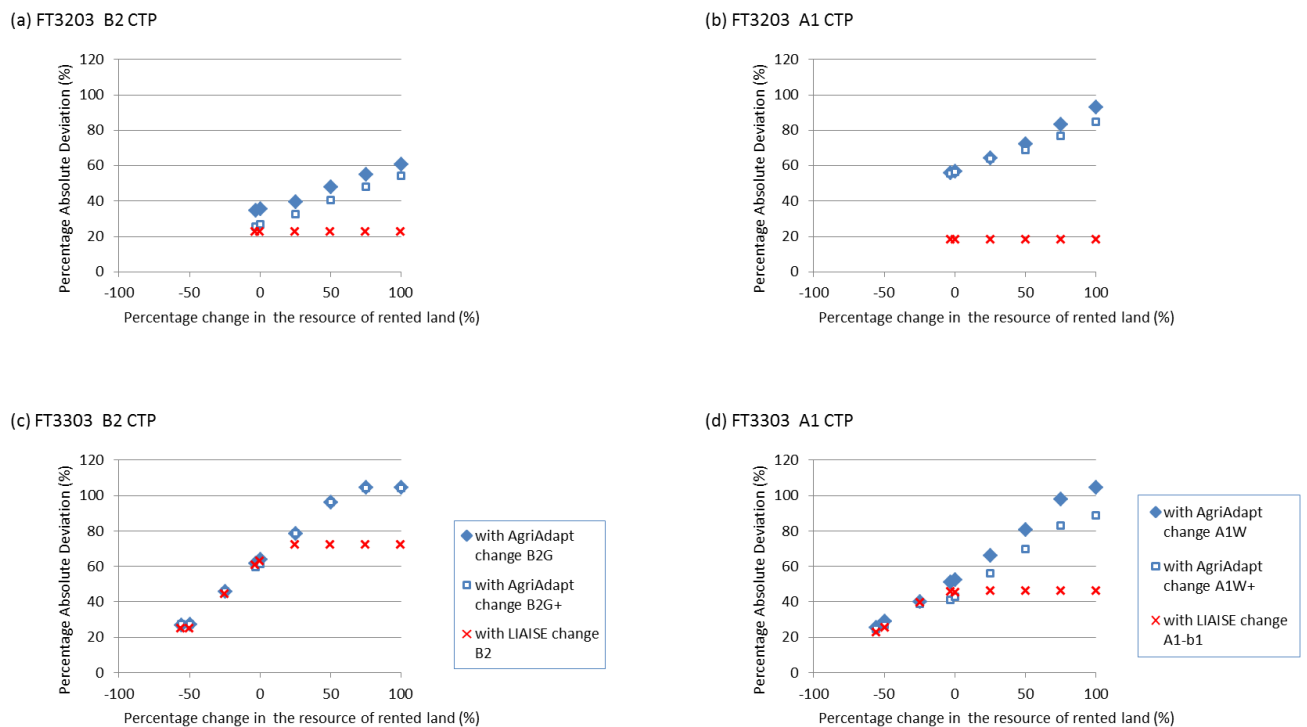 (a) FT3203 B2 CTP
(b) FT3203 A1 CTP
Percentage Absolute Deviation (%)
120
100
80
60
40
20
0
-100 -50 0 50 100
Percentage change in the resource of rented land (%)
Percentage Absolute Deviation (%)
120
100
80
60
40
20
0
-100 -50 0 50 100
Percentage change in the resource of rented land (%)
(c) FT3303 B2 CTP
(d) FT3303 A1 CTP
Percentage Absolute Deviation (%)
120
100
80
60
40
20
0
-100 -50 0 50 100
Percentage change in the resource of rented land (%)
with AgriAdapt
change B2G
with AgriAdapt
change B2G+
with LIAISE change
B2
Percentage Absolute Deviation (%)
120
100
80
60
40
20
0
-100 -50 0 50 100
Percentage change in the resource of rented land (%)
with AgriAdapt
change A1W
with AgriAdapt
change A1W+
with LIAISE change
A1-b1